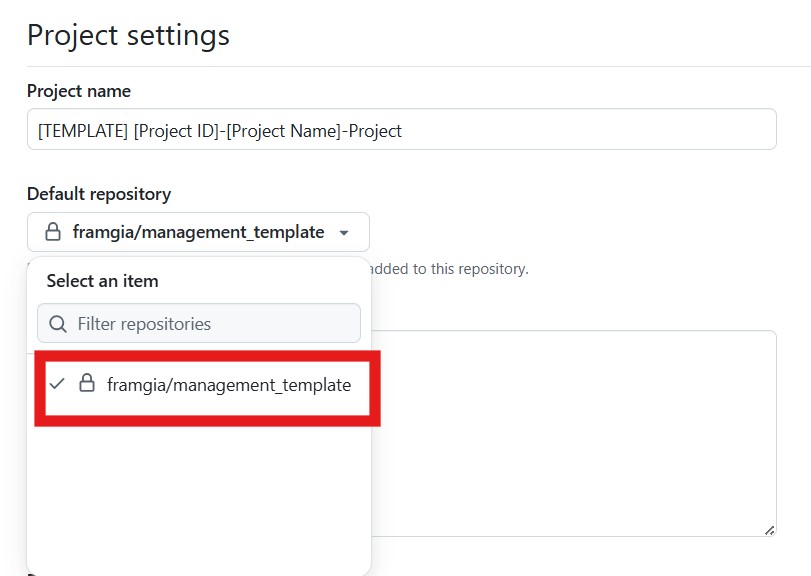 Project settings
Project name
[TEMPLATE] [Project ID]-[Project Name]-Project
Default repository
framgia/management_template
added to this repository.
Select an item
Filter repositories
framgia/management_template